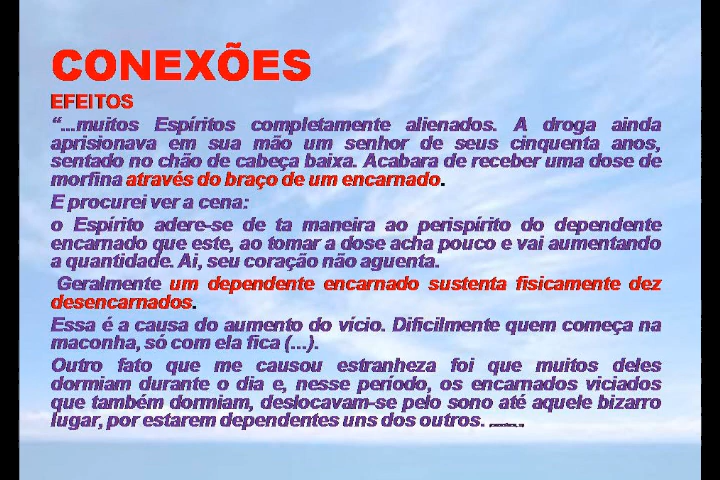 CONEXÕES
EFEITOS
“...muitos Espíritos completamente alienados. A droga ainda
aprisionava em sua mão um senhor de seus cinquenta anos,
sentado no chão de cabeça baixa. Acabara de receber uma dose de
morfina através do braço de um encarnado.
E procurei ver a cena:
o Espírito adere-se de ta maneira ao perispírito do dependente
encarnado que este, ao tomar a dose acha pouco e vai aumentando
a quantidade. Ai, seu coração não aguenta.
Geralmente um dependente encarnado sustenta fisicamente dez
desencarnados.
Essa é a causa do aumento do vício. Dificilmente quem começa na
maconha, só com ela fica (...).
Outro fato que me causou estranheza foi que muitos deles
dormiam durante o dia e, nesse período, os encarnados viciados
que também dormiam, deslocavam-se pelo sono até aquele bizarro
lugar, por estarem dependentes uns dos outros.